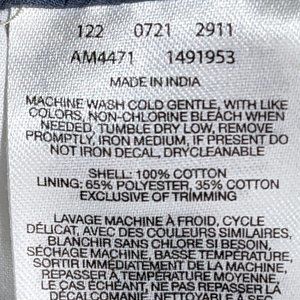 122 0721 2911
AM4471 1491953
MADE IN INDIA
MACHINE WASH COLD GENTLE, WITH LIKE
COLORS, NON-CHLORINE BLEACH WHEN
NEEDED, TUMBLE DRY LOW, REMOVE
PROMPTLY, IRON MEDIUM, IF PRESENT DO
NOT IRON DECAL, DRYCLEANABLE
SHELL: 100% COTTON
LINING: 65% POLYESTER, 35% COTTON
EXCLUSIVE OF TRIMMING
LAVAGE MACHINE À FROID, CYCLE
DÉLICAT, AVEC DES COULEURS SIMILAIRES,
BLANCHIR SANS CHLORE SI BESOIN,
SÉCHAGE MACHINE, BASSE TEMPÉRATURE,
SORTIR IMMÉDIATEMENT DE LA MACHINE,
REPASSER À TEMPÉRATURE MOYENNE
LE CAS ÉCHÉANT NE PAS REPASSER LA
DÉCALCOMANIE, NETTOYAGE À SEC